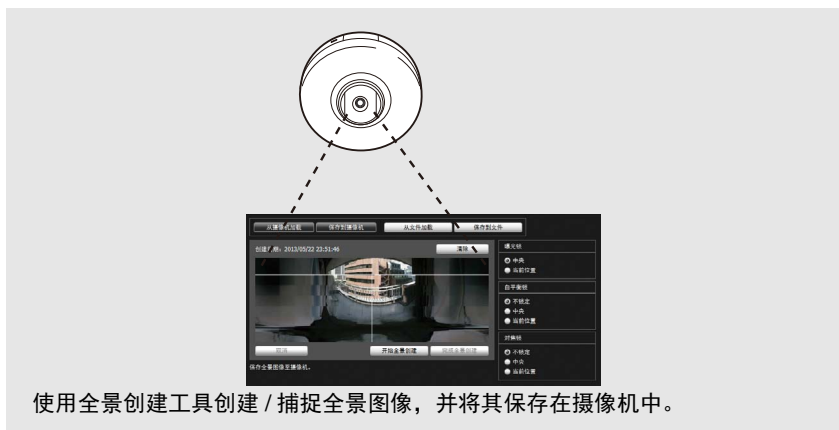 从摄像机加载 保存到摄像机 从文件加载 保存到文件
创建日期: 2013/05/22 23:51:46 清除
曝光锁
中央
当前位置
白平衡锁
不锁定
中央
当前位置
对焦锁
不锁定
中央
当前位置
取消 开始全景创建
保存全景图像至摄像机。
使用全景创建工具创建 / 捕捉全景图像，并将其保存在摄像机中。